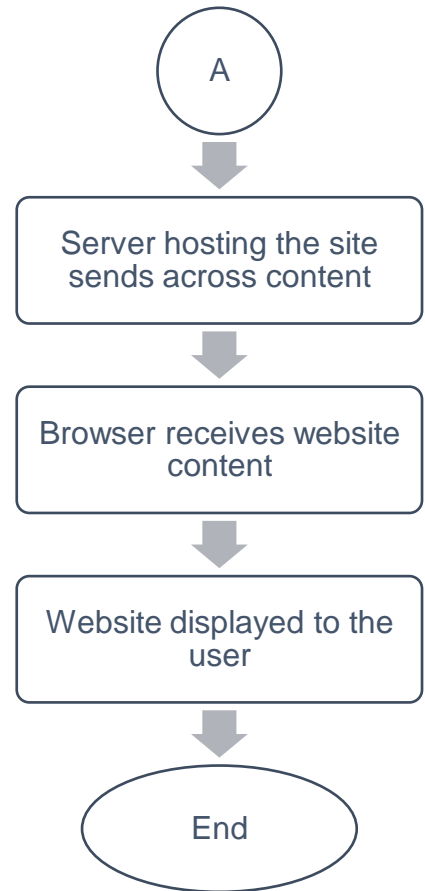 A
Server hosting the site
sends across content
Browser receives website
content
Website displayed to the
user
End